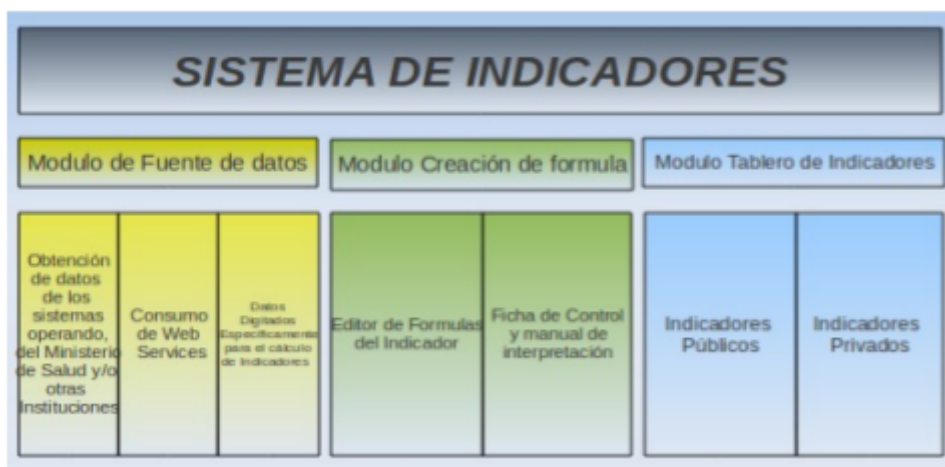 SISTEMA DE INDICADORES
Modulo de Fuente de datos
Modulo Creación de formula
Modulo Tablero de Indicadores
Obtención
de datos
de los
sistemas
operando,
del Ministerio
de Salud y/o
otras
Instituciones
Consumo
de Web
Services
Datos
Digitados
Especificamente
para el cálculo
de Indicadores
Editor de Formulas
del Indicador
Ficha de Control
y manual de
interpretación
Indicadores
Públicos
Indicadores
Privados